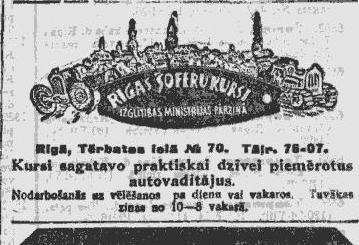 RĪGAS ŠOFERU KURSI
IZGLĪTĪBAS MINISTRIJAS PĀRZIŅĀ
Rīgā, Tērbatas ielā № 70. Tālr. 76-07.
Kursi sagatavo praktiskai dzīvei piemērotus
autovadītājus.
Nodarbošanās uz vēlēšanos pa dienu vai vakaros. Tuvākas
ziņas no 10—8 vakarā.